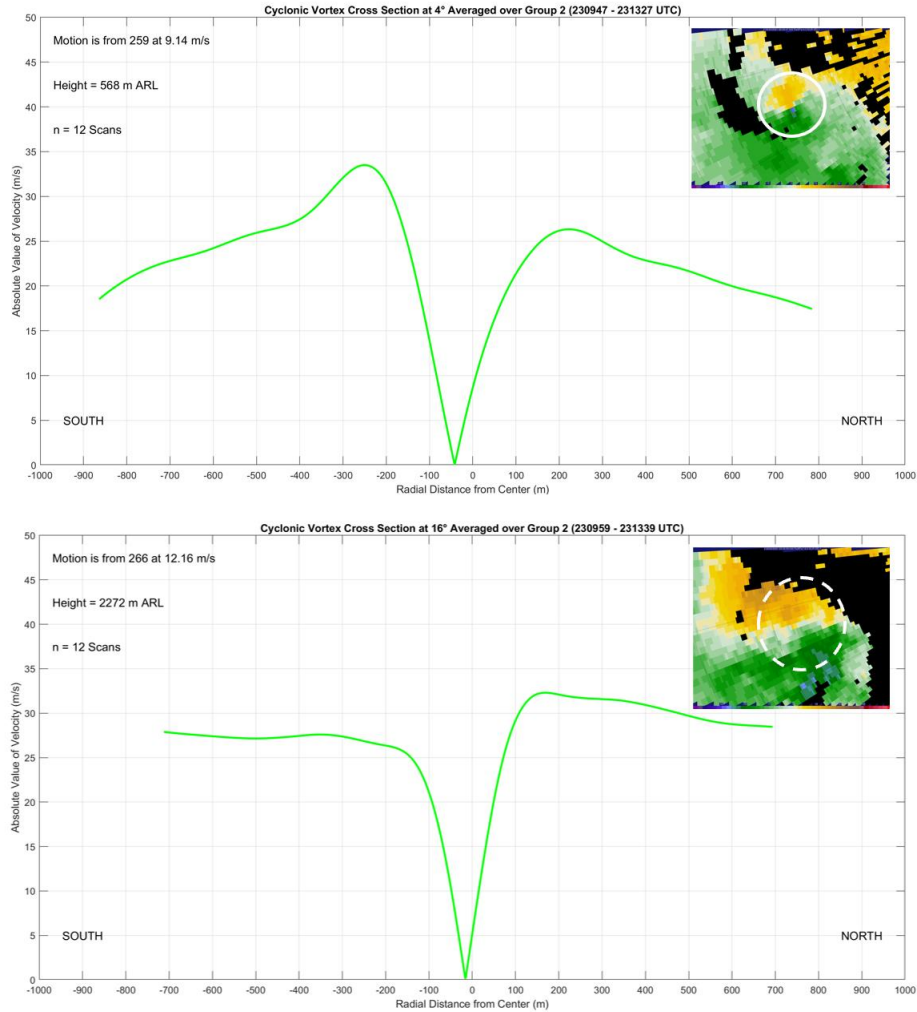 Cyclonic Vortex Cross Section at 4° Averaged over Group 2 (230947 - 231327 UTC)
50
45
40
35
30
25
20
15
10
5
0
Absolute Value of Velocity (m/s)
Motion is from 259 at 9.14 m/s
Height = 568 m ARL
n = 12 Scans
SOUTH
NORTH
-1000 -900 -800 -700 -600 -500 -400 -300 -200 -100 0 100 200 300 400 500 600 700 800 900 1000
Radial Distance from Center (m)
Cyclonic Vortex Cross Section at 16° Averaged over Group 2 (230959 - 231339 UTC)
50
45
40
35
30
25
20
15
10
5
0
Absolute Value of Velocity (m/s)
Motion is from 266 at 12.16 m/s
Height = 2272 m ARL
n = 12 Scans
SOUTH
NORTH
-1000 -900 -800 -700 -600 -500 -400 -300 -200 -100 0 100 200 300 400 500 600 700 800 900 1000
Radial Distance from Center (m)